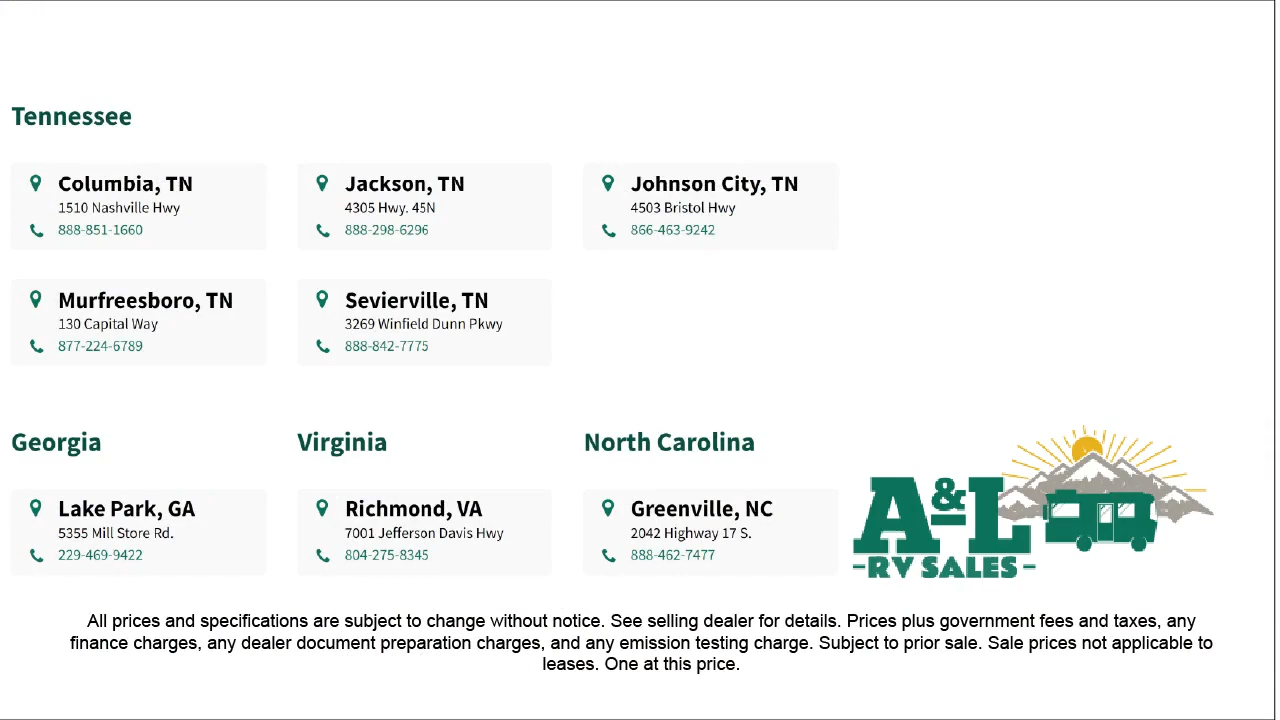 Tennessee
Columbia, TN
1510 Nashville Hwy
888-851-1660
Jackson, TN
4305 Hwy. 45N
888-298-6296
Johnson City, TN
4503 Bristol Hwy
866-463-9242
Murfreesboro, TN
130 Capital Way
877-224-6789
Sevierville, TN
3269 Winfield Dunn Pkwy
888-842-7775
Georgia
Lake Park, GA
5355 Mill Store Rd.
229-469-9422
Virginia
Richmond, VA
7001 Jefferson Davis Hwy
804-275-8345
North Carolina
Greenville, NC
2042 Highway 17 S.
888-462-7477
A&L
-RV SALES-
All prices and specifications are subject to change without notice. See selling dealer for details. Prices plus government fees and taxes, any
finance charges, any dealer document preparation charges, and any emission testing charge. Subject to prior sale. Sale prices not applicable to
leases. One at this price.